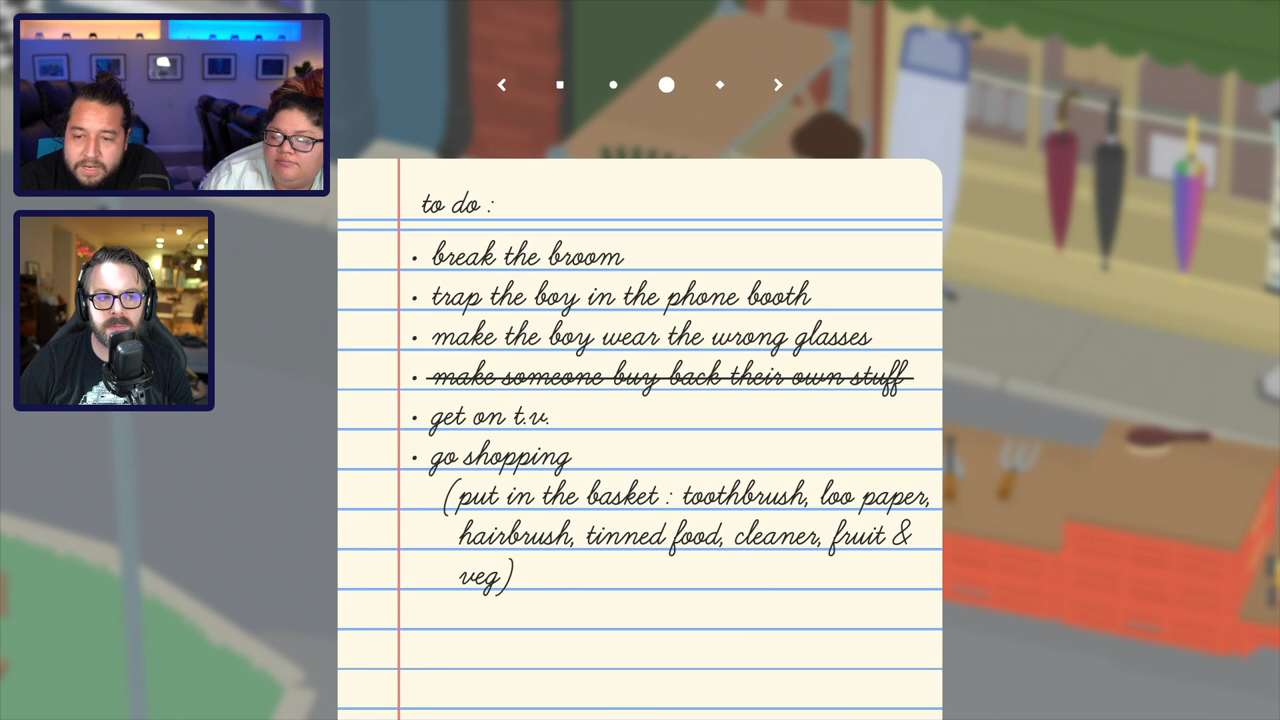 to do :
• break the broom
• trap the boy in the phone booth
• make the boy wear the wrong glasses
• make someone buy back their own stuff
• get on t.v.
• go shopping
(put in the basket : toothbrush, loo paper,
hairbrush, tinned food, cleaner, fruit &
veg)